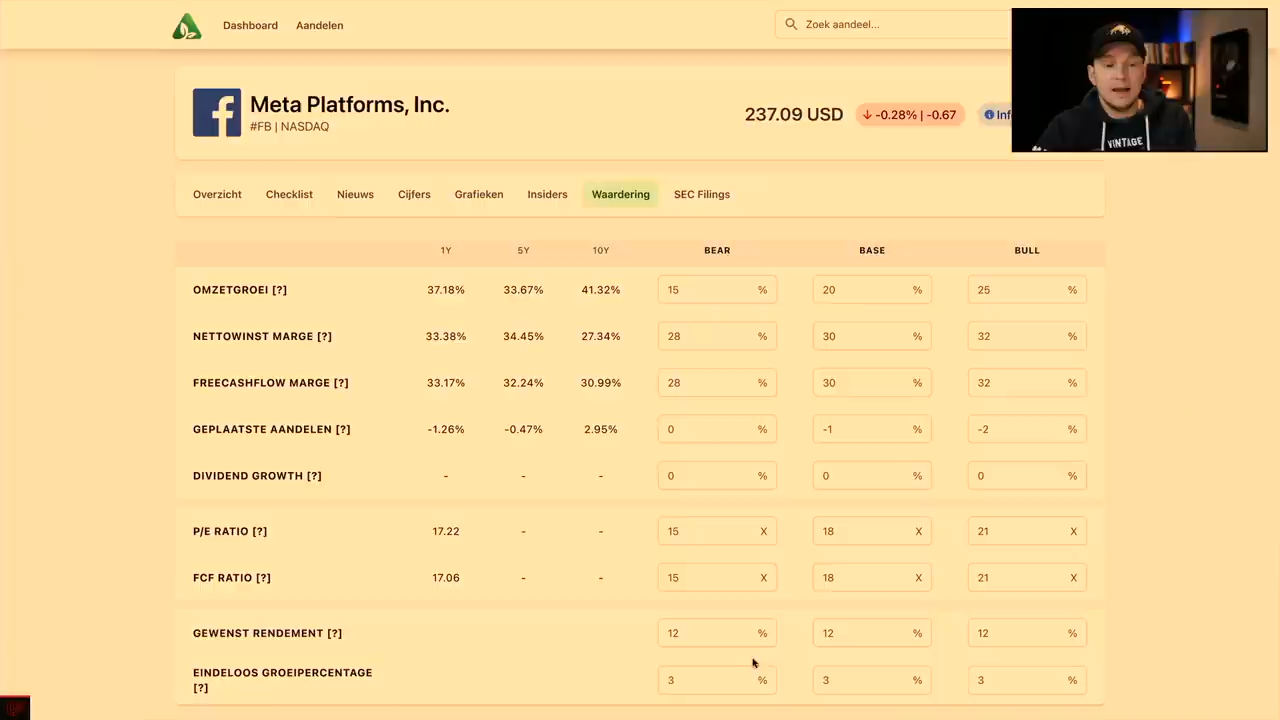 Dashboard Aandelen Zoek aandeel...
Meta Platforms, Inc.
#FB | NASDAQ
237.09 USD -0.28% | -0.67
VINTAGE
Overzicht Checklist Nieuws Cijfers Grafieken Insiders Waardering SEC Filings
1Y 5Y 10Y BEAR BASE BULL
OMZETGROEI [?] 37.18% 33.67% 41.32% 15 % 20 % 25 %
NETTOWINST MARGE [?] 33.38% 34.45% 27.34% 28 % 30 % 32 %
FREECASHFLOW MARGE [?] 33.17% 32.24% 30.99% 28 % 30 % 32 %
GEPLAATSTE AANDELEN [?] -1.26% -0.47% 2.95% 0 % -1 % -2 %
DIVIDEND GROWTH [?] - - - 0 % 0 % 0 %
P/E RATIO [?] 17.22 - - 15 X 18 X 21 X
FCF RATIO [?] 17.06 - - 15 X 18 X 21 X
GEWENST RENDEMENT [?] 12 % 12 % 12 %
EINDELOOS GROEIPERCENTAGE
[?] 3 % 3 % 3 %